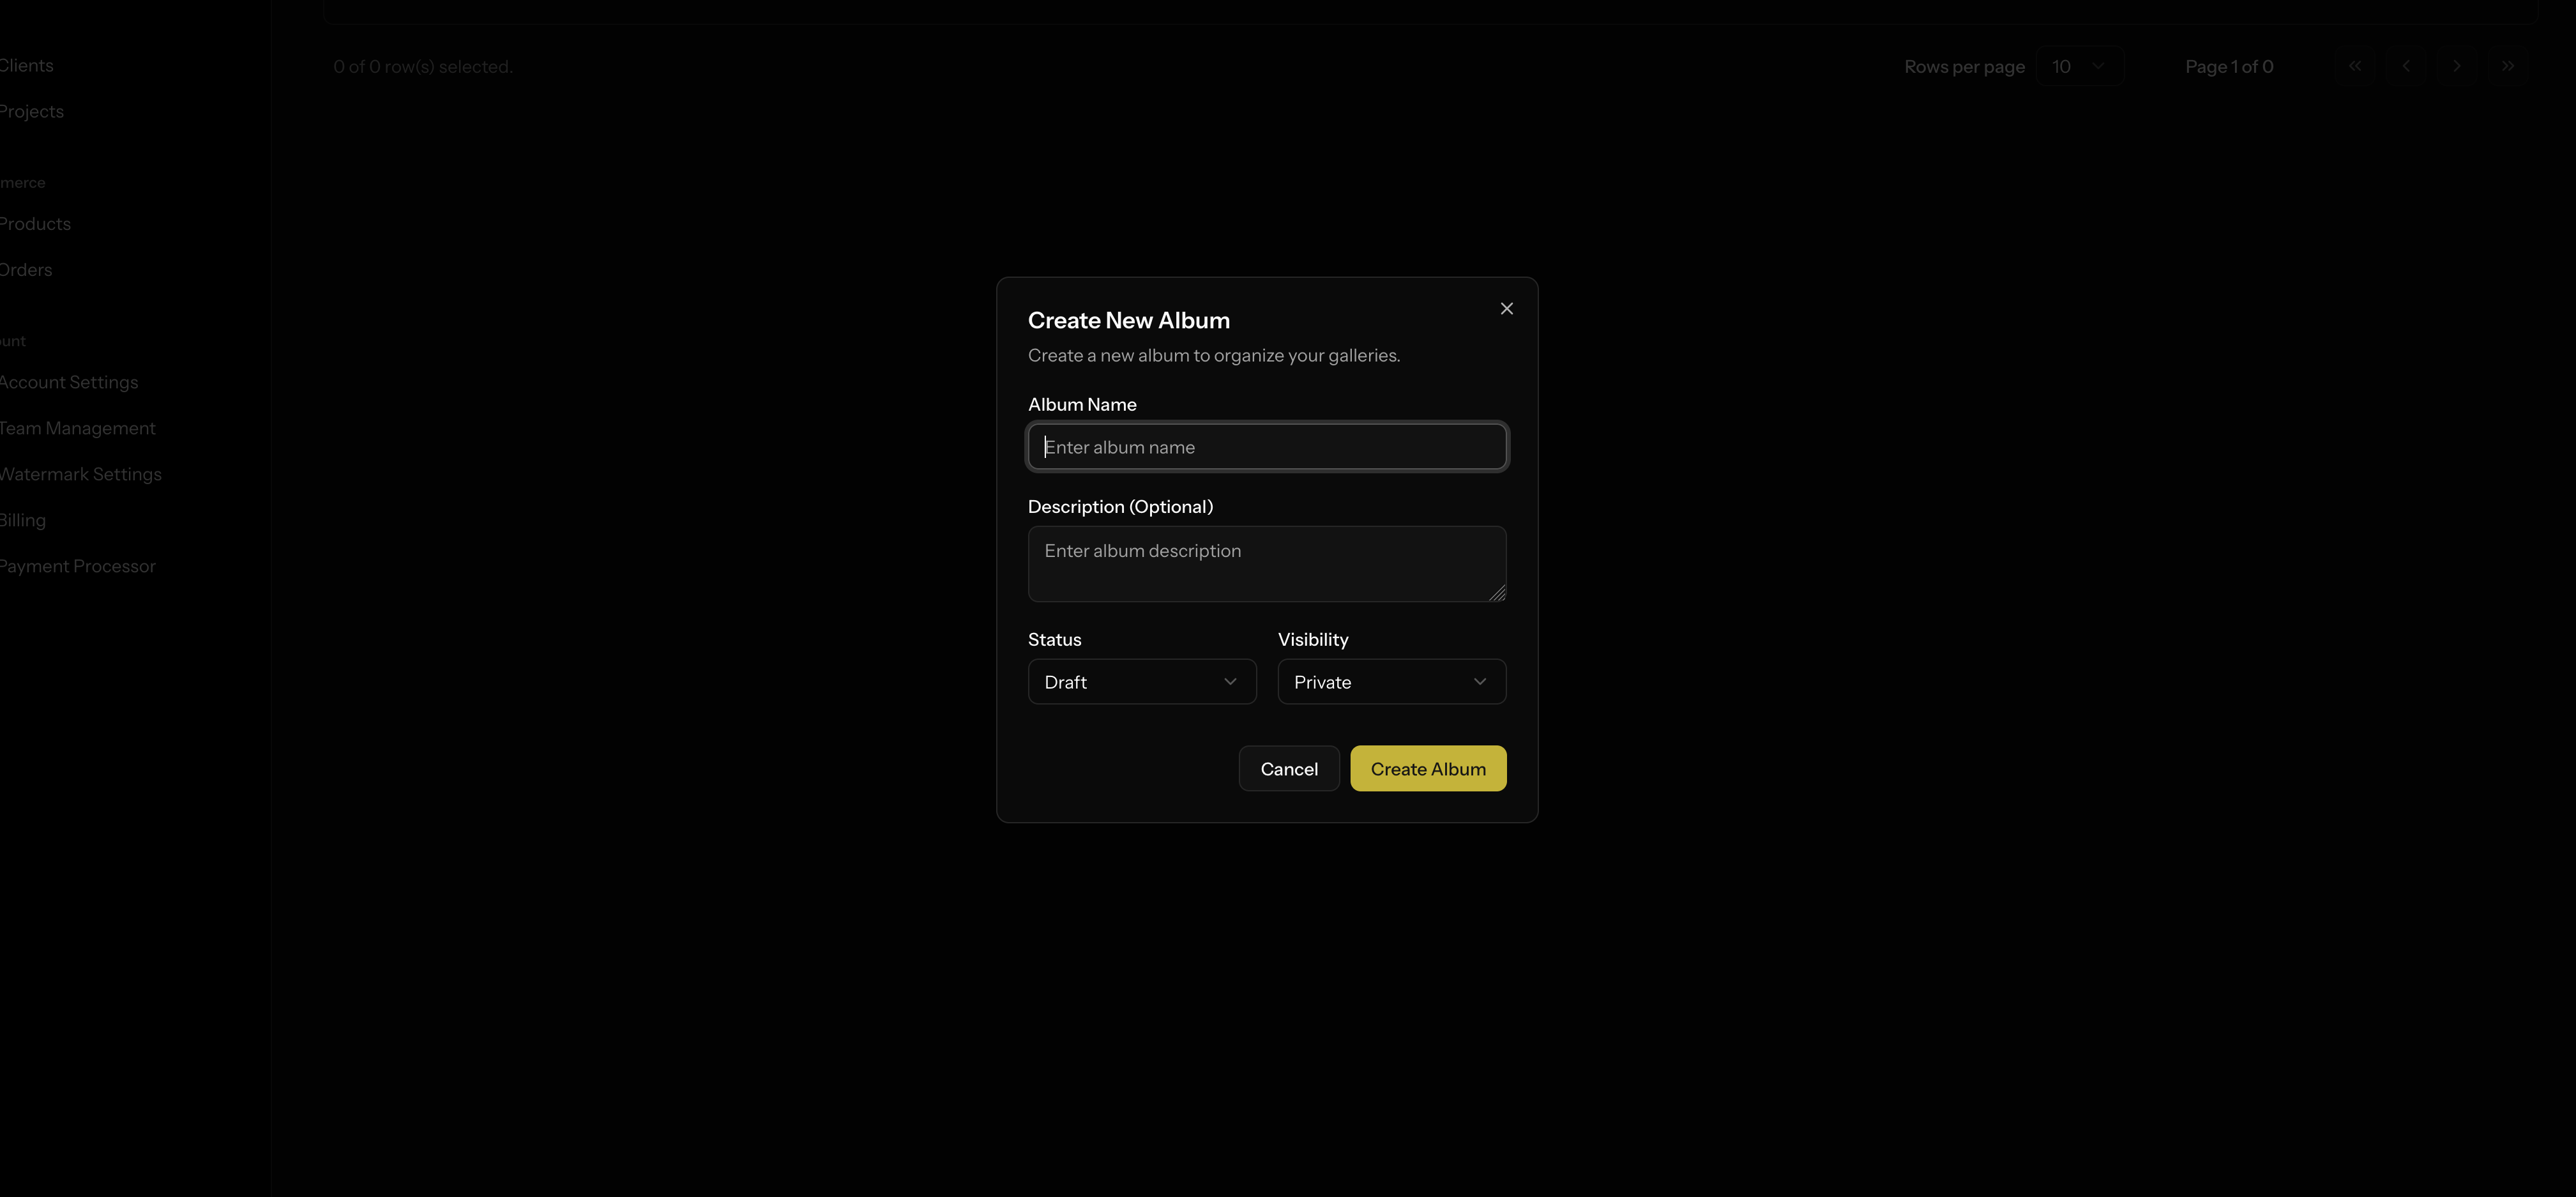 Clients
Projects
merce
Products
Orders
ount
Account Settings
Team Management
Watermark Settings
Billing
Payment Processor
0 of 0 row(s) selected.
Rows per page 10
Page 1 of 0
Create New Album
Create a new album to organize your galleries.
Album Name
Enter album name
Description (Optional)
Enter album description
Status Visibility
Draft Private
Cancel Create Album